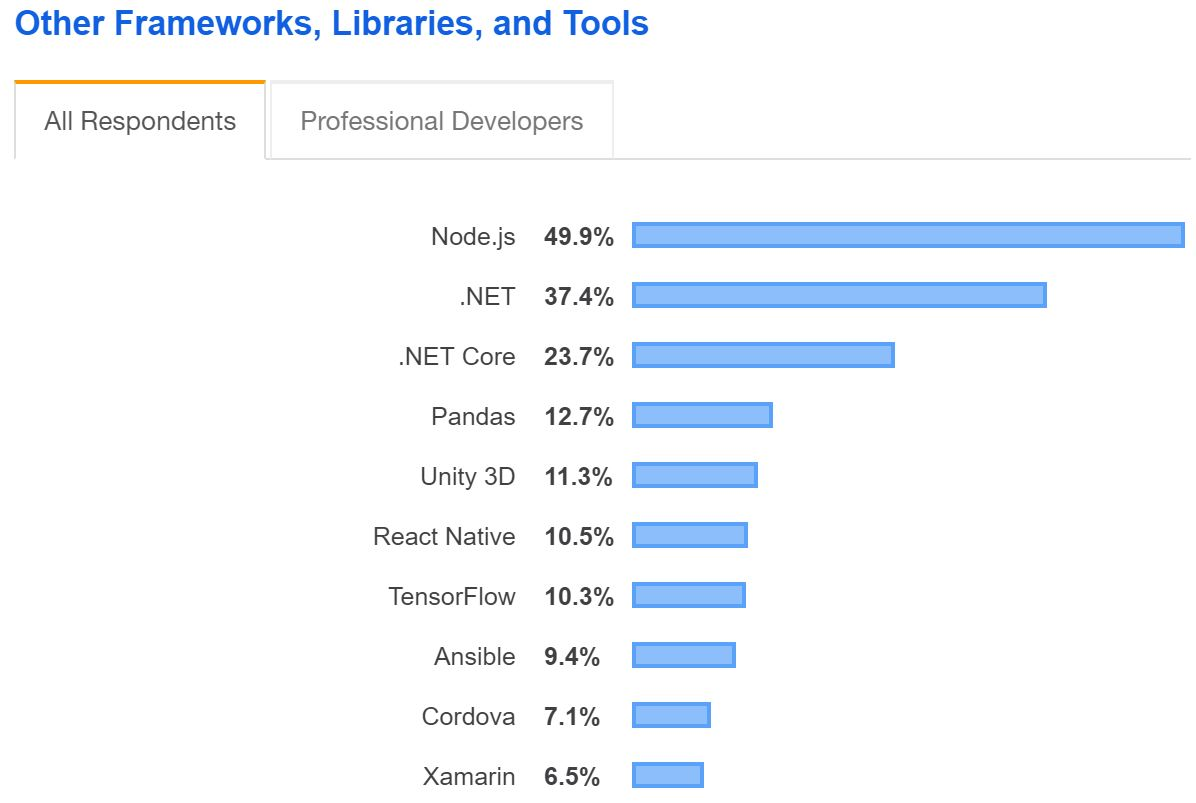 Other Frameworks, Libraries, and Tools
All Respondents Professional Developers
Node.js 49.9%
.NET 37.4%
.NET Core 23.7%
Pandas 12.7%
Unity 3D 11.3%
React Native 10.5%
TensorFlow 10.3%
Ansible 9.4%
Cordova 7.1%
Xamarin 6.5%